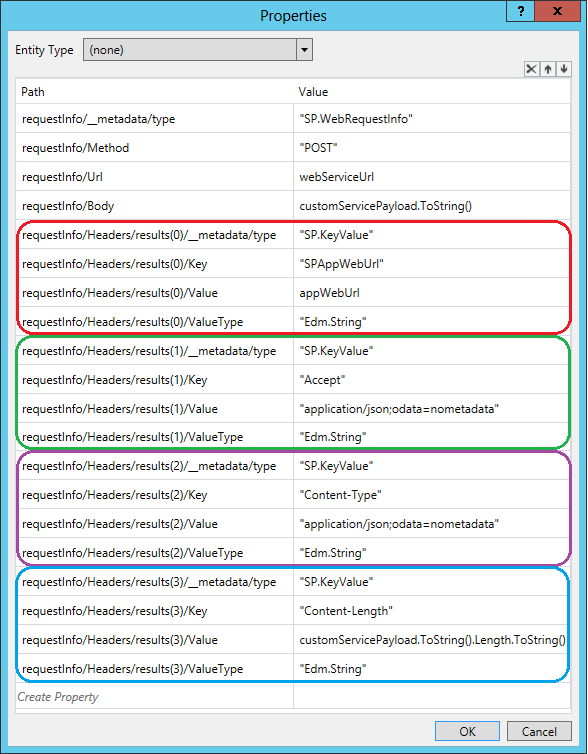 Properties
?
Entity Type (none)
Path Value
requestInfo/__metadata/type "SP.WebRequestInfo"
requestInfo/Method "POST"
requestInfo/Url webServiceUrl
requestInfo/Body customServicePayload.ToString()
requestInfo/Headers/results(0)/__metadata/type "SP.KeyValue"
requestInfo/Headers/results(0)/Key "SPAppWebUrl"
requestInfo/Headers/results(0)/Value appWebUrl
requestInfo/Headers/results(0)/ValueType "Edm.String"
requestInfo/Headers/results(1)/__metadata/type "SP.KeyValue"
requestInfo/Headers/results(1)/Key "Accept"
requestInfo/Headers/results(1)/Value "application/json;odata=nometadata"
requestInfo/Headers/results(1)/ValueType "Edm.String"
requestInfo/Headers/results(2)/__metadata/type "SP.KeyValue"
requestInfo/Headers/results(2)/Key "Content-Type"
requestInfo/Headers/results(2)/Value "application/json;odata=nometadata"
requestInfo/Headers/results(2)/ValueType "Edm.String"
requestInfo/Headers/results(3)/__metadata/type "SP.KeyValue"
requestInfo/Headers/results(3)/Key "Content-Length"
requestInfo/Headers/results(3)/Value customServicePayload.ToString().Length.ToString()
requestInfo/Headers/results(3)/ValueType "Edm.String"
Create Property
OK Cancel